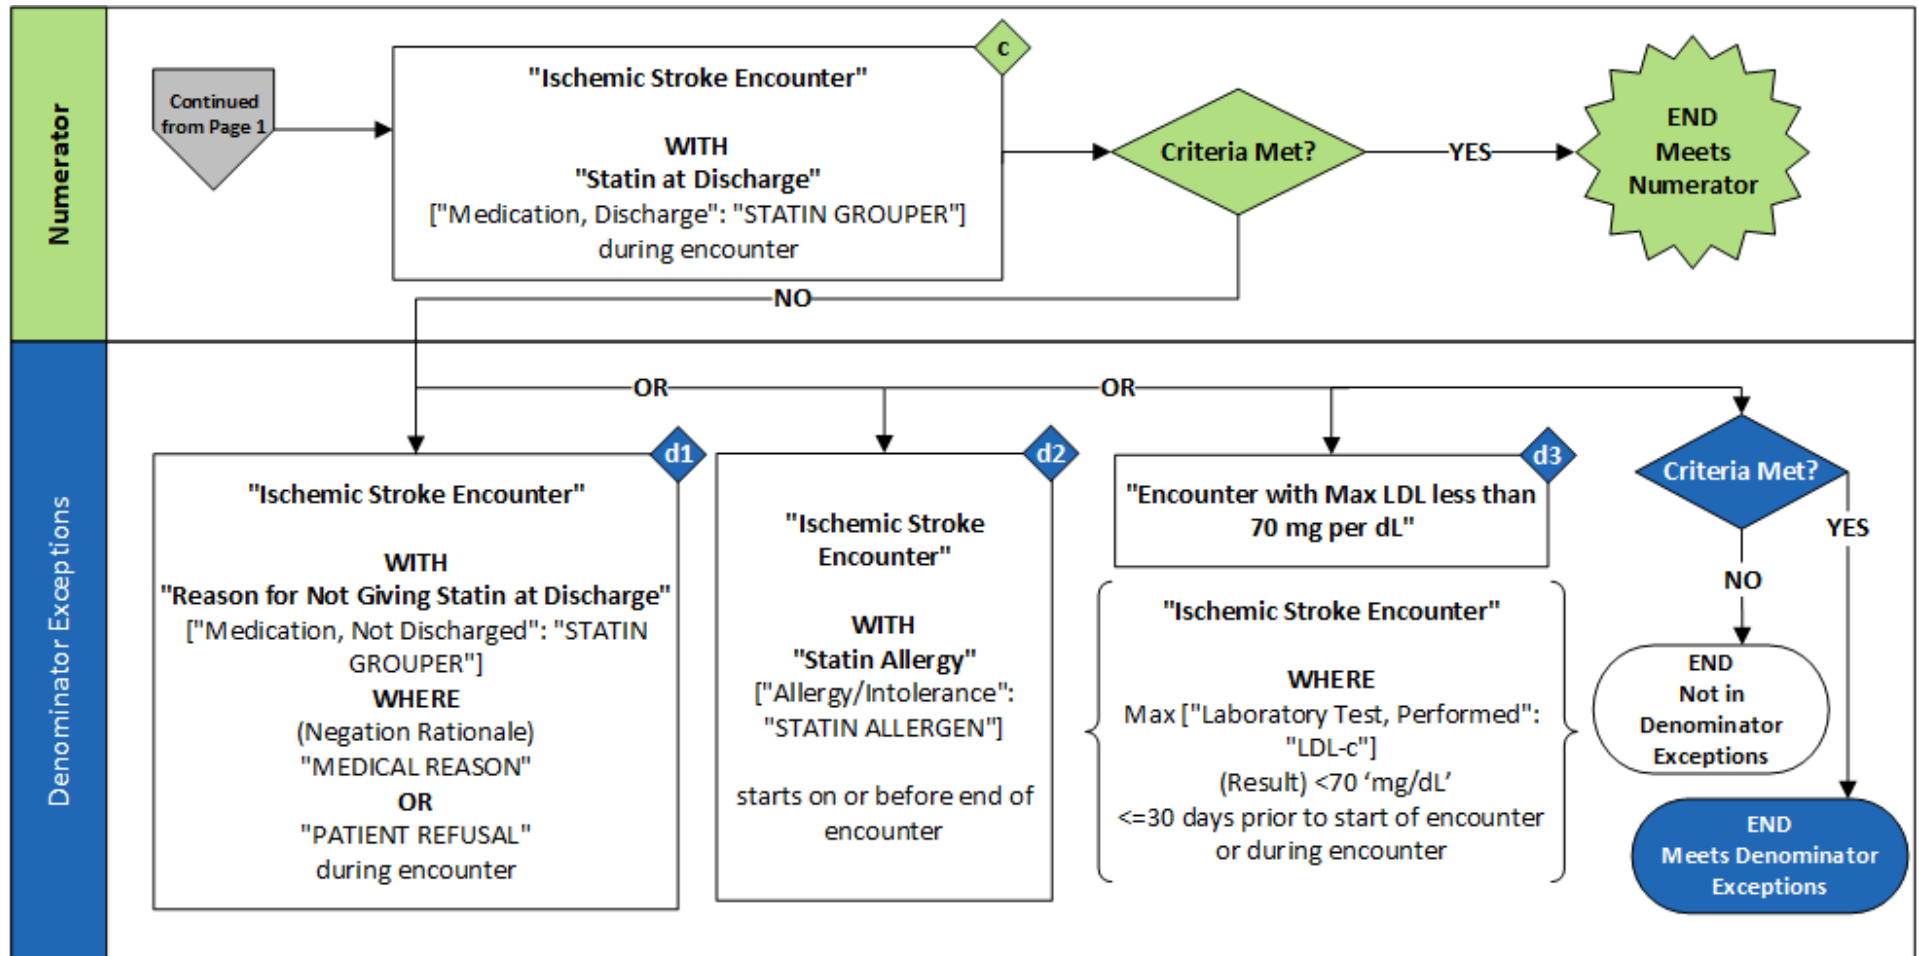 Numerator
Continued
from Page 1
c
"Ischemic Stroke Encounter"
WITH
"Statin at Discharge"
["Medication, Discharge": "STATIN GROUPER"]
during encounter
Criteria Met?
YES
END
Meets
Numerator
NO
Denominator Exceptions
OR
OR
d1
"Ischemic Stroke Encounter"
WITH
"Reason for Not Giving Statin at Discharge"
["Medication, Not Discharged": "STATIN
GROUPER"]
WHERE
(Negation Rationale)
"MEDICAL REASON"
OR
"PATIENT REFUSAL"
during encounter
d2
"Ischemic Stroke
Encounter"
WITH
"Statin Allergy"
["Allergy/Intolerance":
"STATIN ALLERGEN"]
starts on or before end of
encounter
d3
"Encounter with Max LDL less than
70 mg per dL"
"Ischemic Stroke Encounter"
WHERE
Max ["Laboratory Test, Performed":
"LDL-c"]
(Result) <70 ‘mg/dL’
<=30 days prior to start of encounter
or during encounter
Criteria Met?
YES
NO
END
Not in
Denominator
Exceptions
END
Meets Denominator
Exceptions